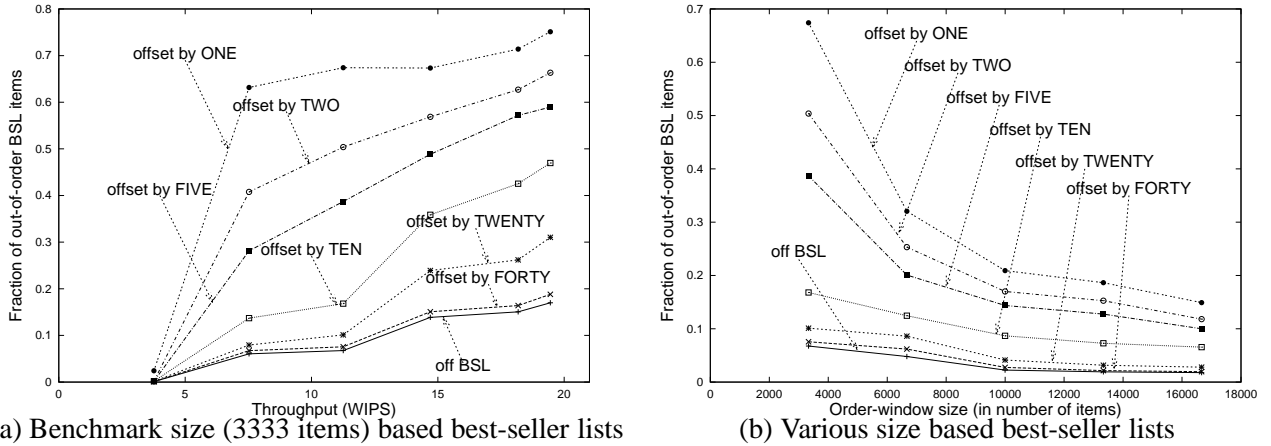 0.8
0.7
0.6
0.5
0.4
0.3
0.2
0.1
0
Fraction of out-of-order BSL items
offset by ONE
offset by TWO
offset by FIVE
offset by TEN
offset by TWENTY
offset by FORTY
off BSL
0 5 10 15 20
Throughput (WIPS)
a) Benchmark size (3333 items) based best-seller lists
0.7
0.6
0.5
0.4
0.3
0.2
0.1
0
Fraction of out-of-order BSL items
offset by ONE
offset by TWO
offset by FIVE
offset by TEN
offset by TWENTY
offset by FORTY
off BSL
0 2000 4000 6000 8000 10000 12000 14000 16000 18000
Order-window size (in number of items)
(b) Various size based best-seller lists